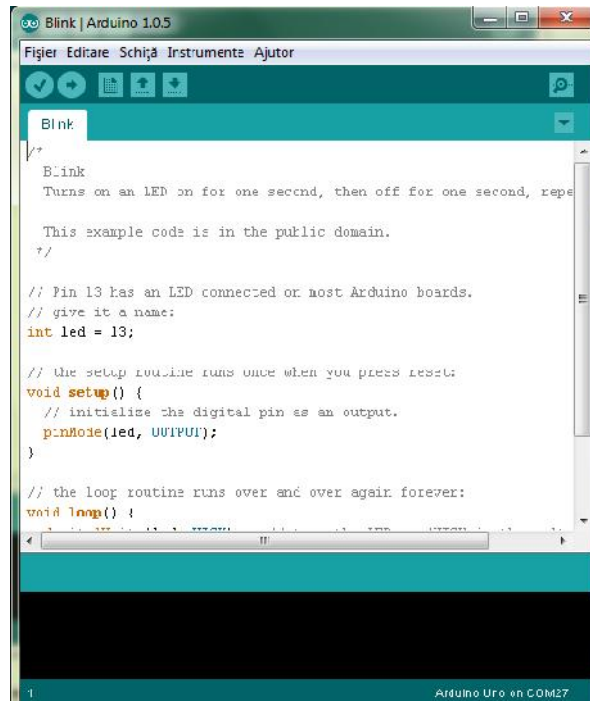 Blink | Arduino 1.0.5
Fișier Editare Schiță Instrumente Ajutor
Blink
/*
Blink
Turns on an LED on for one second, then off for one second, repe
This example code is in the public domain.
*/
// Pin 13 has an LED connected on most Arduino boards.
// give it a name:
int led = 13;
// the setup routine runs once when you press reset:
void setup() {
// initialize the digital pin as an output.
pinMode(led, OUTPUT);
}
// the loop routine runs over and over again forever:
void loop() {
1
Arduino Uno on COM27